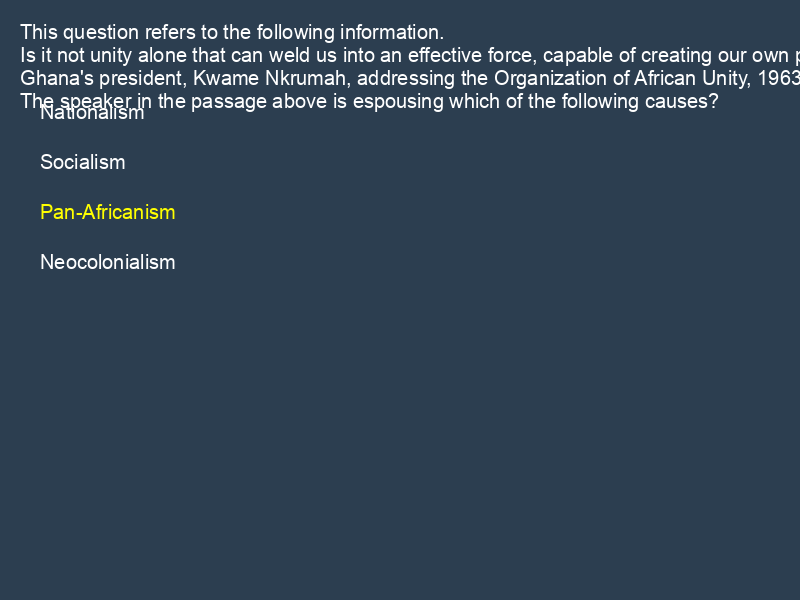 This question refers to the following information.
Is it not unity alone that can weld us into an effective force, capable of creating our own
Ghana's president, Kwame Nkrumah, addressing the Organization of African Unity, 1963
The speaker in the passage above is espousing which of the following causes?
Nationalism
Socialism
Pan-Africanism
Neocolonialism